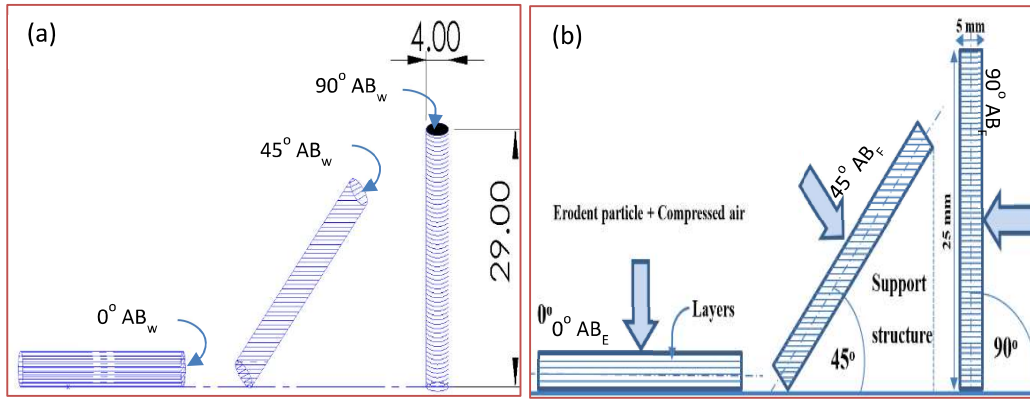 (a)
4.00
90° AB_w
45° AB_w
29.00
0° AB_w
(b)
5 mm
90° AB_F
45° AB_F
Erodent particle + Compressed air
25 mm
Support
structure
0°
0° AB_E
Layers
45°
90°